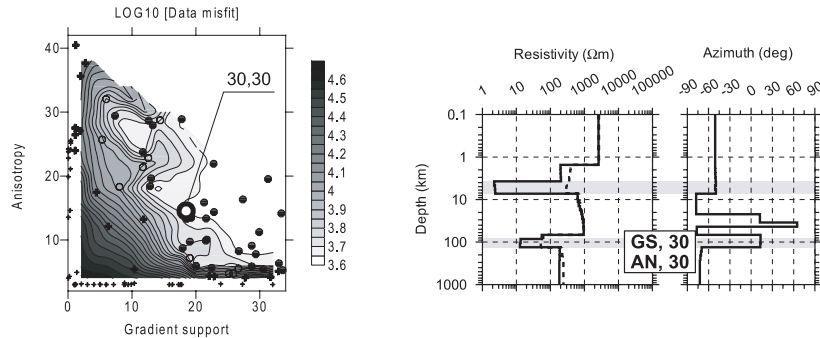 LOG10 [Data misfit]
40
30
20
10
Anisotropy
0 10 20 30
Gradient support
30,30
4.6
4.5
4.4
4.3
4.2
4.1
4
3.9
3.8
3.7
3.6
Resistivity (Ωm)
1 10 100 1000 10000 100000
0.1
1
10
100
1000
Depth (km)
Azimuth (deg)
-90 -60 -30 0 30 60 90
GS, 30
AN, 30